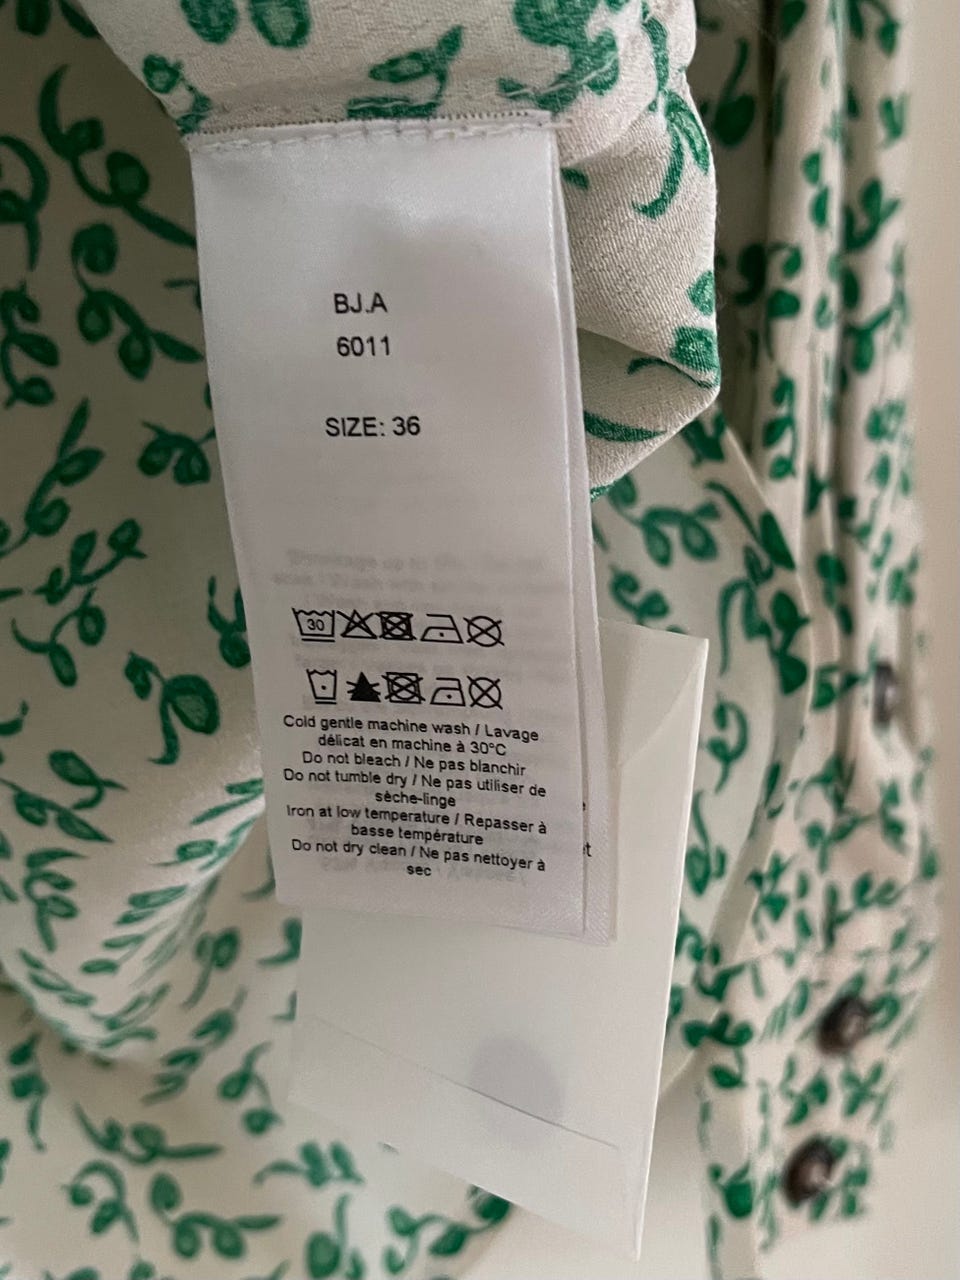 BJ.A
6011
SIZE: 36
30
Cold gentle machine wash / Lavage
délicat en machine à 30°C
Do not bleach / Ne pas blanchir
Do not tumble dry / Ne pas utiliser de
sèche-linge
Iron at low temperature / Repasser à
basse température
Do not dry clean / Ne pas nettoyer à
sec